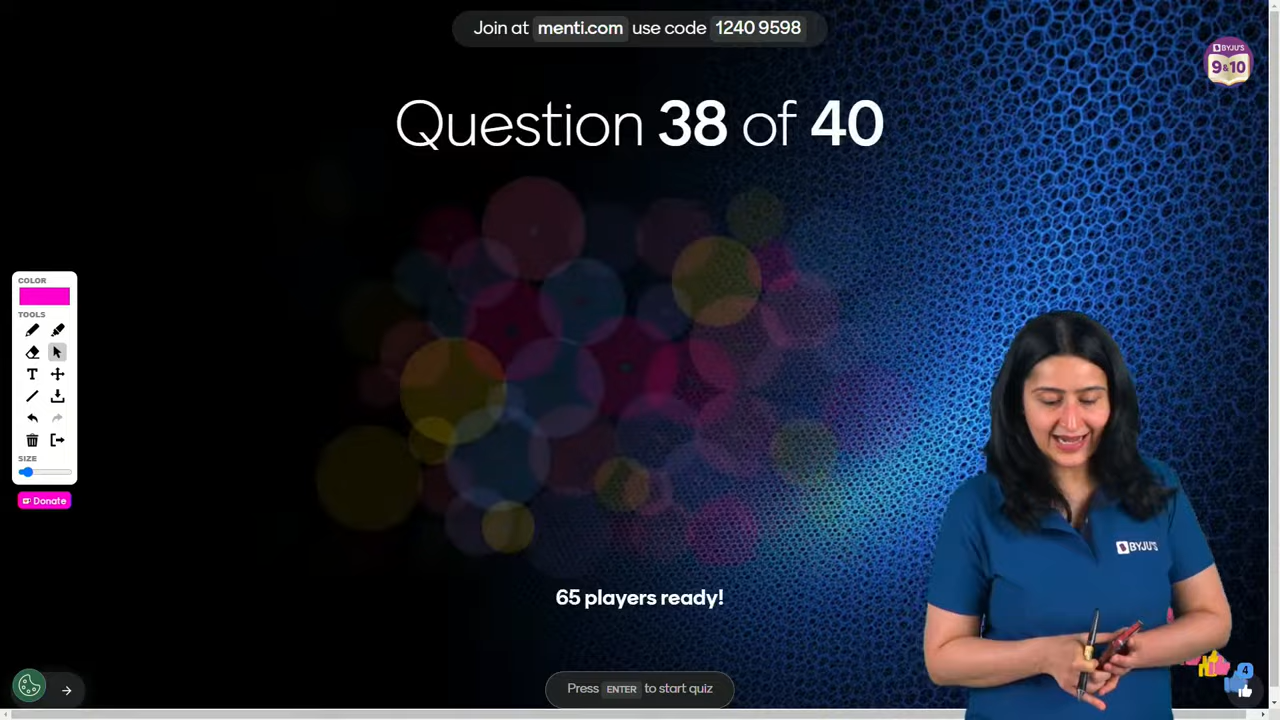 Join at menti.com use code 1240 9598
BYJU'S
9&10
Question 38 of 40
COLOR
TOOLS
T
SIZE
Donate
BYJU'S
65 players ready!
Press ENTER to start quiz
4